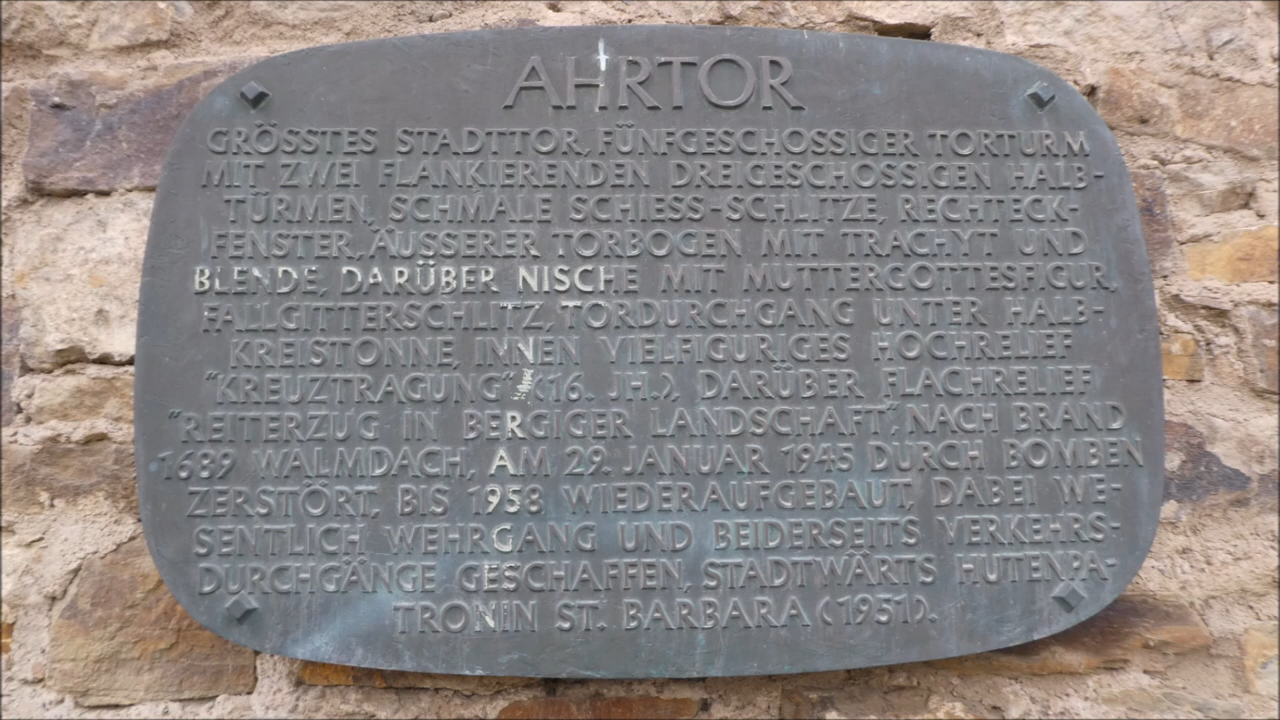 AHRTOR
GRÖSSTES STADTTOR, FÜNFGESCHOSSIGER TORTURM
MIT ZWEI FLANKIERENDEN DREIGESCHOSSIGEN HALB-
TÜRMEN, SCHMALE SCHIESS-SCHLITZE, RECHTECK-
FENSTER, ÄUSSERER TORBOGEN MIT TRACHYT UND
BLENDE, DARÜBER NISCHE MIT MUTTERGOTTESFIGUR,
FALLGITTERSCHLITZ, TORDURCHGANG UNTER HALB-
KREISTONNE, INNEN VIELFIGURIGES HOCHRELIEF
"KREUZTRAGUNG" (16. JH.), DARÜBER FLACHRELIEF
"REITERZUG IN BERGIGER LANDSCHAFT", NACH BRAND
1689 WALMDACH, AM 29. JANUAR 1945 DURCH BOMBEN
ZERSTÖRT, BIS 1958 WIEDERAUFGEBAUT, DABEI WE-
SENTLICH WEHRGANG UND BEIDERSEITS VERKEHRS-
DURCHGÄNGE GESCHAFFEN, STADTWÄRTS HÜTENPA-
TRONIN ST. BARBARA (1951).